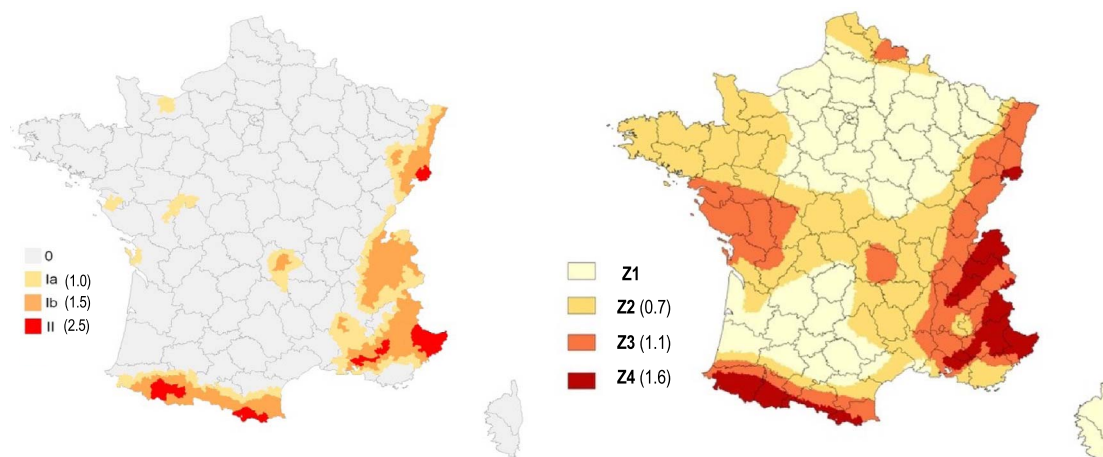 0
Ia (1.0)
Ib (1.5)
II (2.5)
Z1
Z2 (0.7)
Z3 (1.1)
Z4 (1.6)